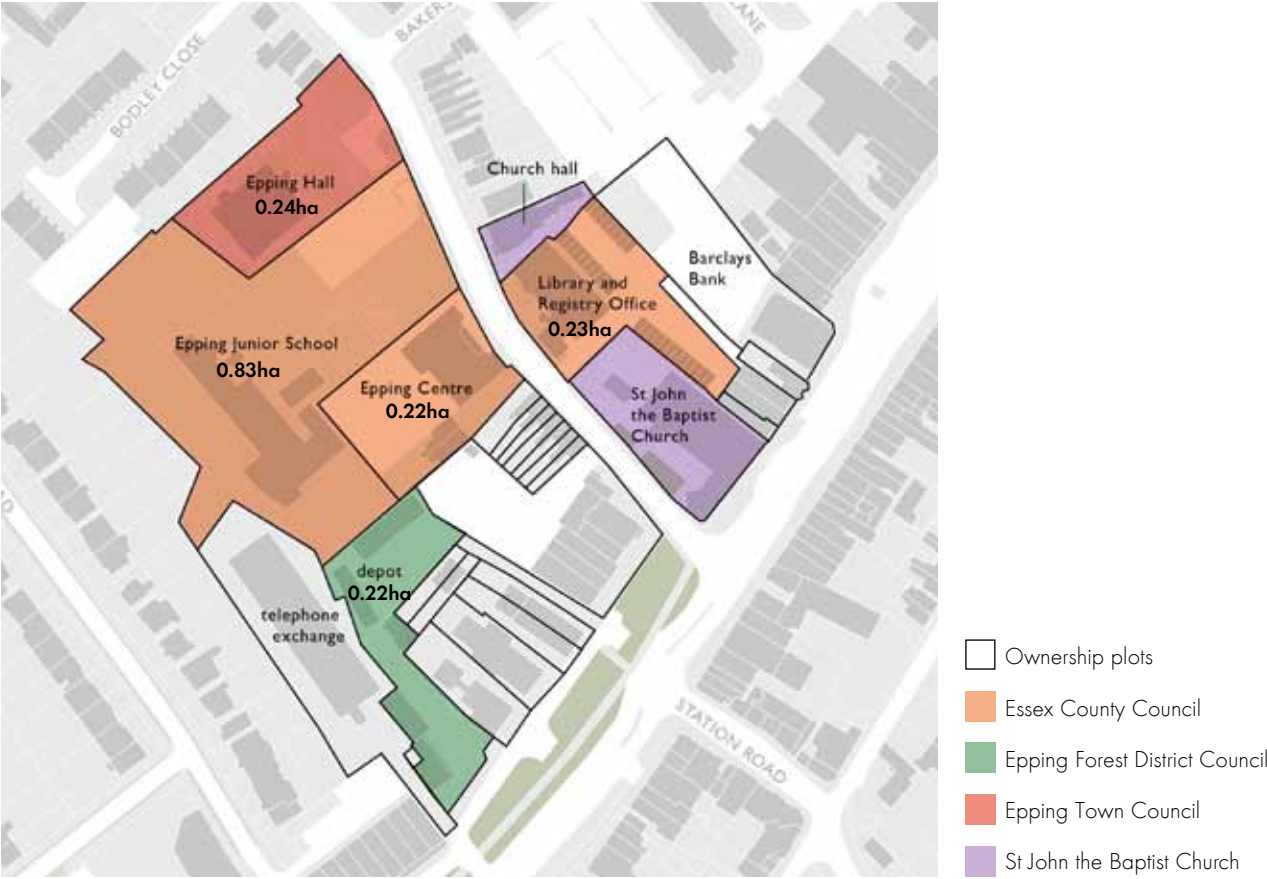 BODLEY CLOSE
BAKERS
LANE
Epping Hall
0.24ha
Church hall
Barclays
Bank
Library and
Registry Office
0.23ha
Epping Junior School
0.83ha
Epping Centre
0.22ha
St John
the Baptist
Church
depot
0.22ha
telephone
exchange
STATION ROAD
Ownership plots
Essex County Council
Epping Forest District Council
Epping Town Council
St John the Baptist Church